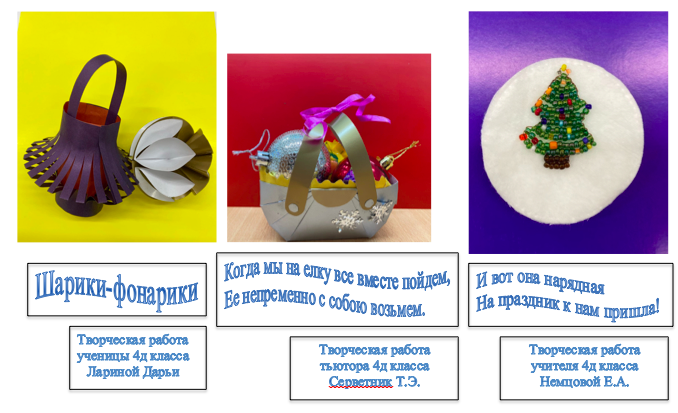 Шарики-фонарики
Творческая работа
ученицы 4д класса
Лариной Дарьи
Когда мы на елку все вместе пойдем,
Ее непременно с собою возьмем.
Творческая работа
тьютора 4д класса
Серветник Т.Э.
И вот она нарядная
На праздник к нам пришла!
Творческая работа
учителя 4д класса
Немцовой Е.А.